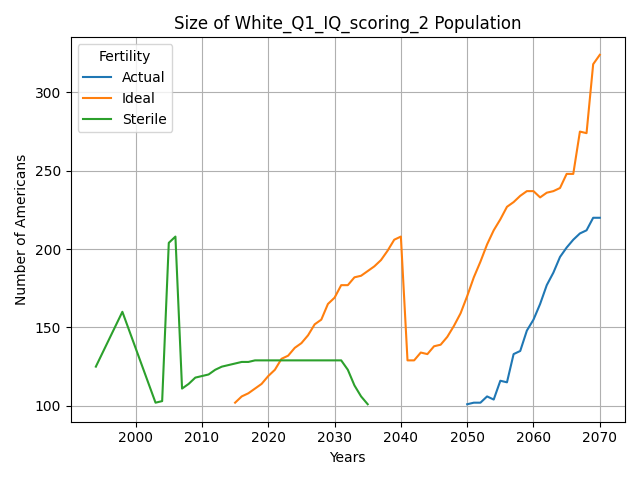 Size of White_Q1_IQ_scoring_2 Population
Fertility
Actual
Ideal
Sterile
Number of Americans
300
250
200
150
100
2000
2010
2020
2030
2040
2050
2060
2070
Years